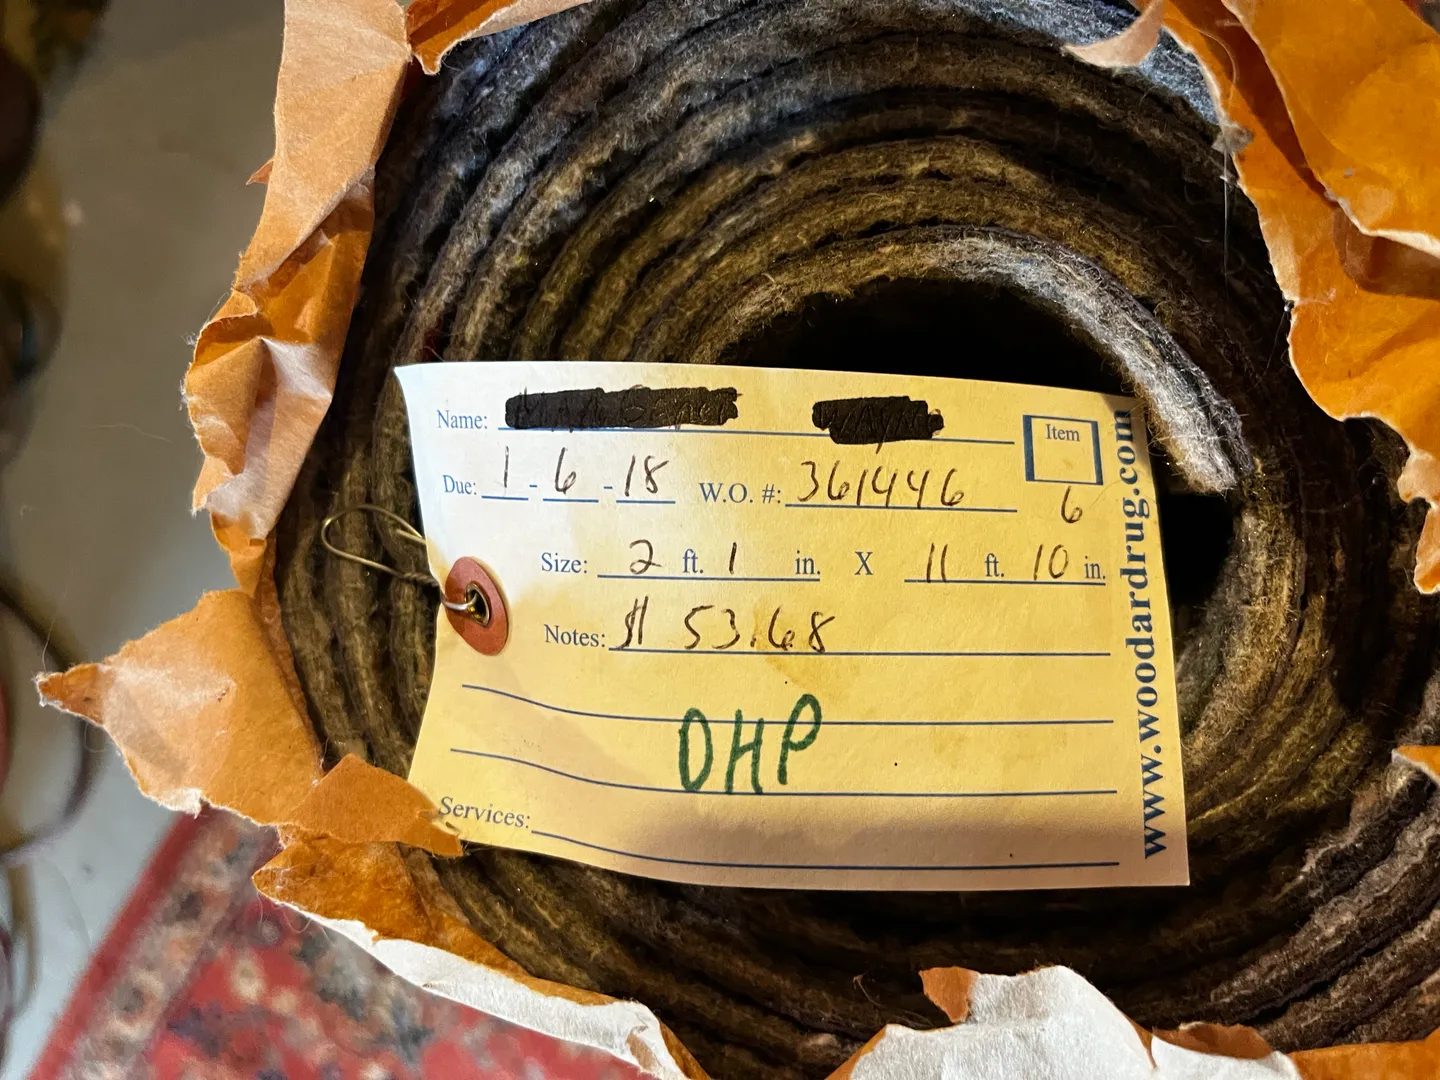 Name:
Item
Due: 1 - 6 - 18 W.O. #: 361446
6
Size: 2 ft. 1 in. X 11 ft. 10 in.
Notes: $ 53.68
OHP
Services:
www.woodardrug.com